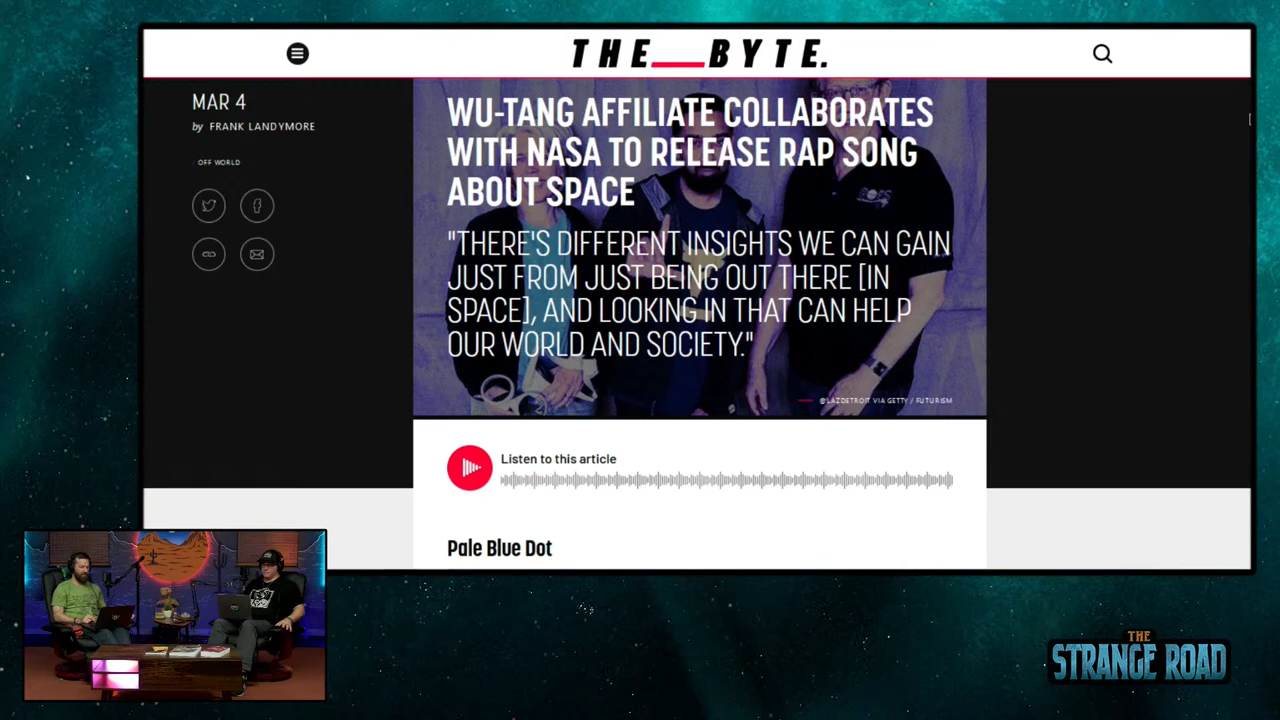 THE__BYTE.
MAR 4
by FRANK LANDYMORE
OFF WORLD
WU-TANG AFFILIATE COLLABORATES
WITH NASA TO RELEASE RAP SONG
ABOUT SPACE
"THERE'S DIFFERENT INSIGHTS WE CAN GAIN
JUST FROM JUST BEING OUT THERE [IN
SPACE], AND LOOKING IN THAT CAN HELP
OUR WORLD AND SOCIETY."
@LAZDETROIT VIA GETTY / FUTURISM
Listen to this article
Pale Blue Dot
THE
STRANGE ROAD